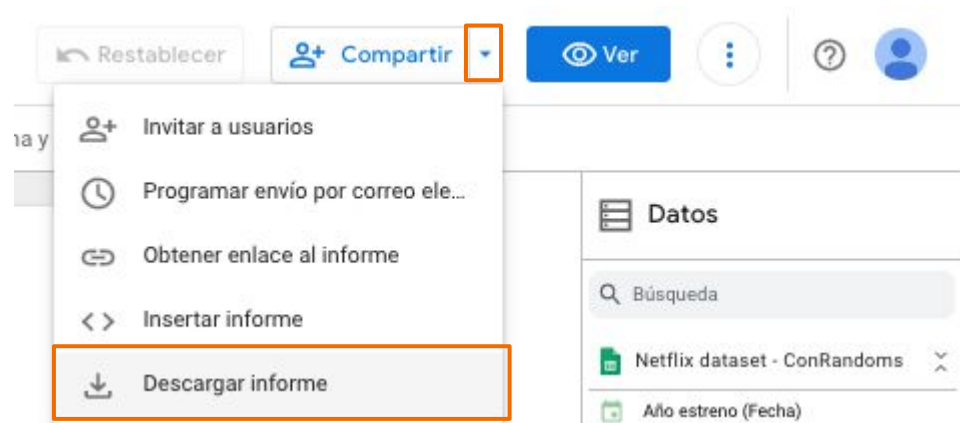 Restablecer
Compartir
Ver
Invitar a usuarios
na y
Programar envío por correo ele...
Obtener enlace al informe
Insertar informe
Descargar informe
Datos
Búsqueda
Netflix dataset - ConRandoms
Año estreno (Fecha)